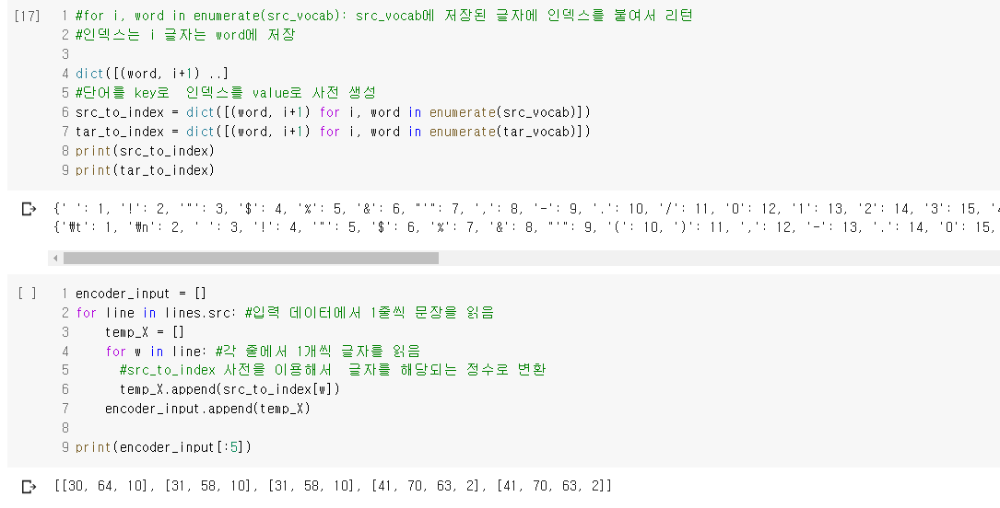 [17] 1 #for i, word in enumerate(src_vocab): src_vocab에 저장된 글자에 인덱스를 붙여서 리턴
2 #인덱스는 i 글자는 word에 저장
3
4 dict([(word, i+1) ..]
5 #단어를 key로  인덱스를 value로 사전 생성
6 src_to_index = dict([(word, i+1) for i, word in enumerate(src_vocab)])
7 tar_to_index = dict([(word, i+1) for i, word in enumerate(tar_vocab)])
8 print(src_to_index)
9 print(tar_to_index)
{' ': 1, '!': 2, '"': 3, '$': 4, '%': 5, '&': 6, "'": 7, ',': 8, '-': 9, '.': 10, '/': 11, '0': 12, '1': 13, '2': 14, '3': 15, '4
{'₩t': 1, '₩n': 2, ' ': 3, '!': 4, '"': 5, '$': 6, '%': 7, '&': 8, "'": 9, '(': 10, ')': 11, ',': 12, '-': 13, '.': 14, '0': 15,
[ ] 1 encoder_input = []
2 for line in lines.src: #입력 데이터에서 1줄씩 문장을 읽음
3     temp_X = []
4     for w in line: #각 줄에서 1개씩 글자를 읽음
5       #src_to_index 사전을 이용해서  글자를 해당되는 정수로 변환
6       temp_X.append(src_to_index[w])
7     encoder_input.append(temp_X)
8
9 print(encoder_input[:5])
[[30, 64, 10], [31, 58, 10], [31, 58, 10], [41, 70, 63, 2], [41, 70, 63, 2]]